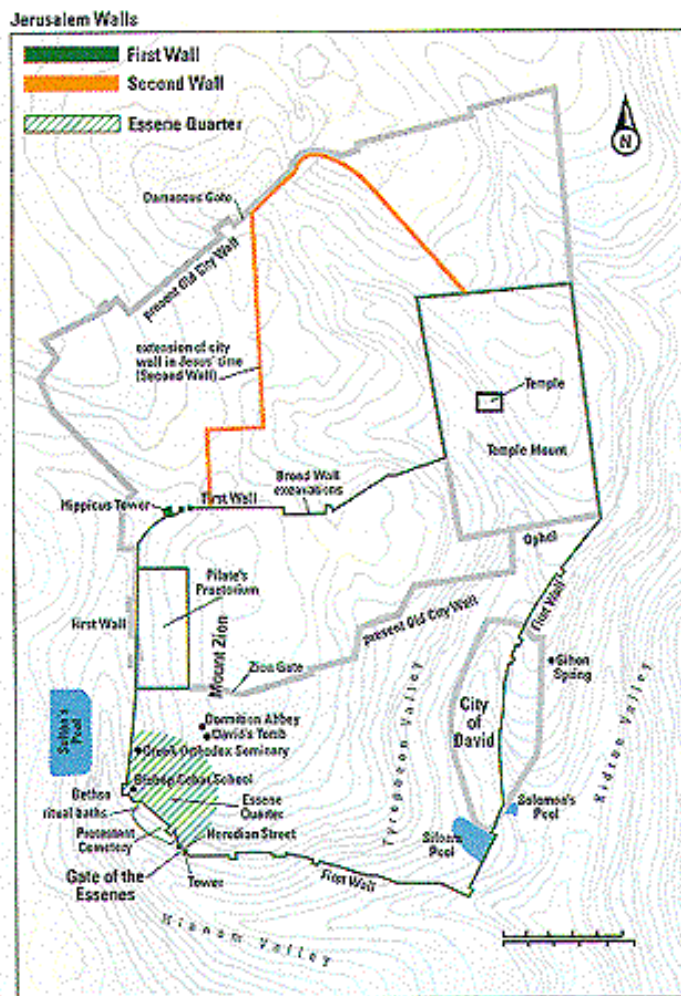 Jerusalem Walls
First Wall
Second Wall
Essene Quarter
N
Damascus Gate
present Old City Wall
extension of city
wall in Jesus' time
(Second Wall)
Temple
Temple Mount
Broad Wall
excavations
Hippicus Tower
First Wall
Ophel
Pilate's
Praetorium
First Wall
First Wall
present Old City Wall
Mount Zion
Zion Gate
Gihon
Spring
Sultan's
Pool
Dormition Abbey
David's Tomb
Greek Orthodox Seminary
City
of
David
Tyropoeon Valley
Kidron Valley
Bishop Gobat School
Bethso
ritual baths
Essene
Quarter
Solomon's
Pool
Protestant
Cemetery
Herodian Street
Siloam
Pool
Gate of the
Essenes
Tower
First Wall
Hinnom Valley